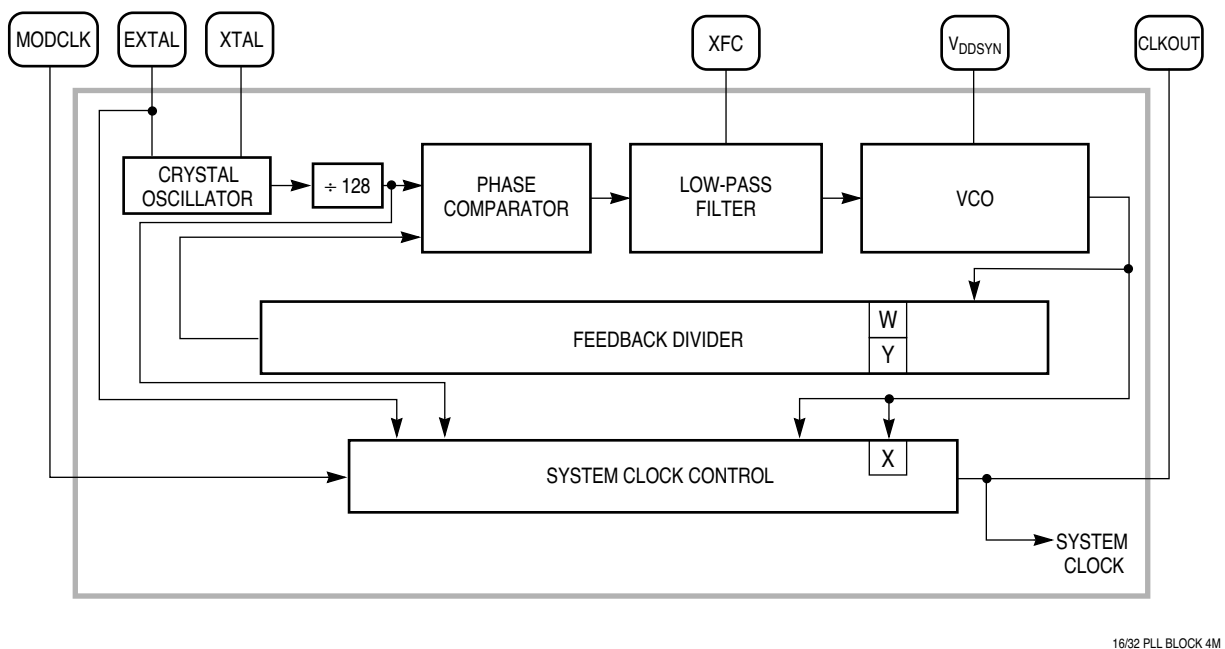 MODCLK
EXTAL
XTAL
XFC
VDDSYN
CLKOUT
CRYSTAL
OSCILLATOR
÷ 128
PHASE
COMPARATOR
LOW-PASS
FILTER
VCO
FEEDBACK DIVIDER
W
Y
SYSTEM CLOCK CONTROL
X
SYSTEM
CLOCK
16/32 PLL BLOCK 4M